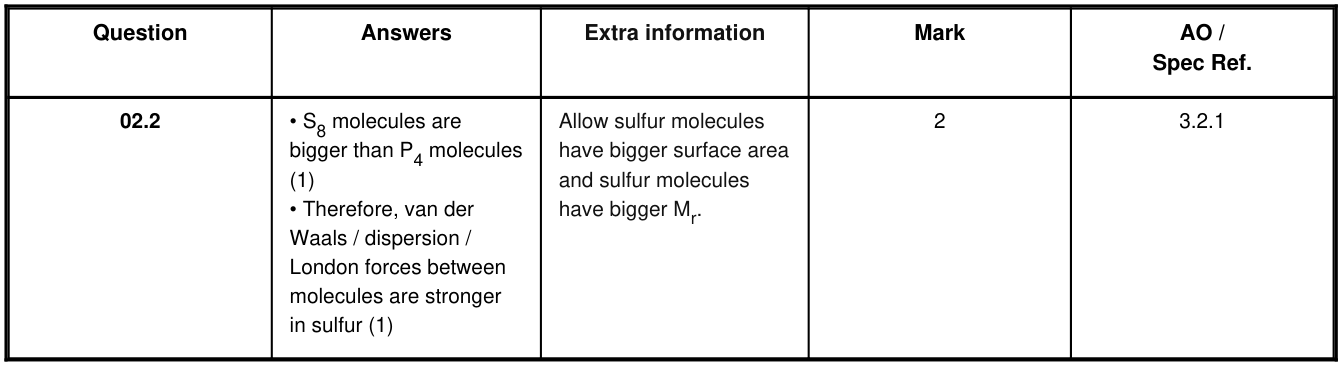 Question Answers Extra information Mark AO /
Spec Ref.
02.2
• S8 molecules are
bigger than P4 molecules
(1)
• Therefore, van der
Waals / dispersion /
London forces between
molecules are stronger
in sulfur (1)
Allow sulfur molecules
have bigger surface area
and sulfur molecules
have bigger Mr.
2
3.2.1